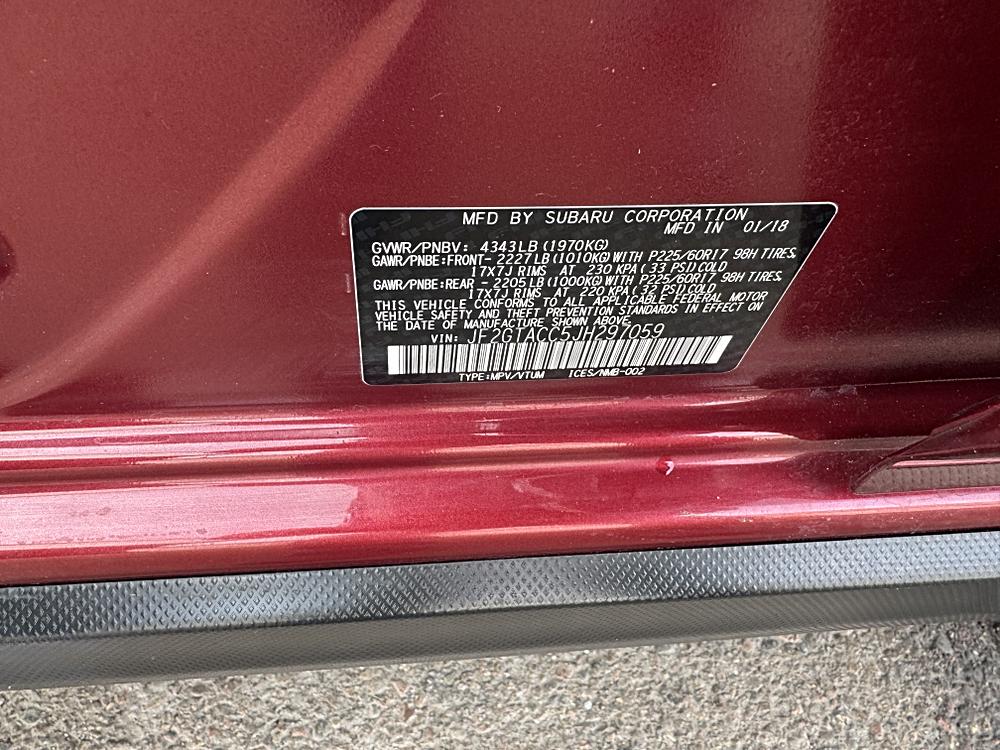 MFD BY SUBARU CORPORATION
MFD IN 01/18
GVWR/PNBV: 4343LB(1970KG)
GAWR/PNBE:FRONT- 2227LB(1010KG)WITH P225/60R17 98H TIRES,
17X7J RIMS AT 230 KPA(33 PSI)COLD
GAWR/PNBE:REAR - 2205LB(1000KG)WITH P225/60R17 98H TIRES,
17X7J RIMS AT 220 KPA(33 PSI)COLD
THIS VEHICLE CONFORMS TO ALL APPLICABLE FEDERAL MOTOR
VEHICLE SAFETY AND THEFT PREVENTION STANDARDS IN EFFECT ON
THE DATE OF MANUFACTURE SHOWN ABOVE.
VIN: JF2GTACC5JH297059
TYPE:MPV/VTUM ICES/NMB-002